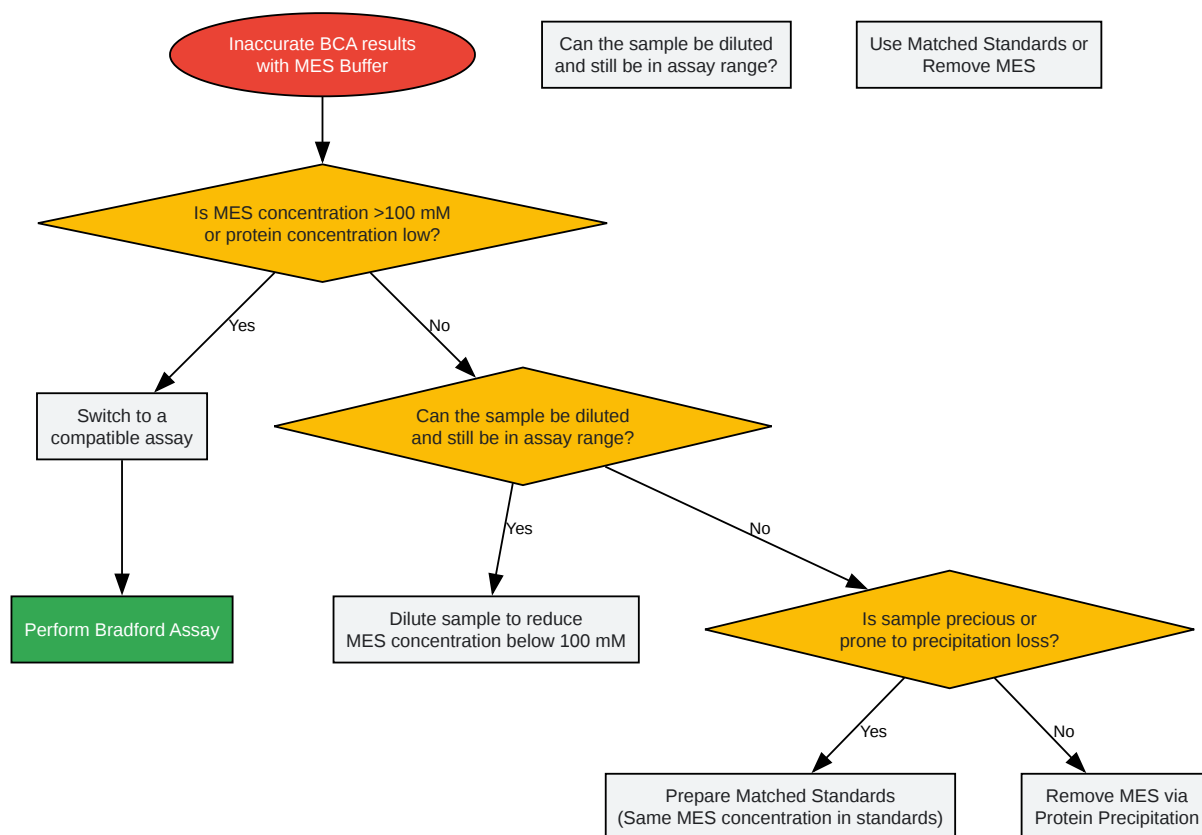 Inaccurate BCA results
with MES Buffer
Can the sample be diluted
and still be in assay range?
Use Matched Standards or
Remove MES
Is MES concentration >100 mM
or protein concentration low?
Yes
No
Switch to a
compatible assay
Can the sample be diluted
and still be in assay range?
Yes
No
Perform Bradford Assay
Dilute sample to reduce
MES concentration below 100 mM
Is sample precious or
prone to precipitation loss?
Yes
No
Prepare Matched Standards
(Same MES concentration in standards)
Remove MES via
Protein Precipitation